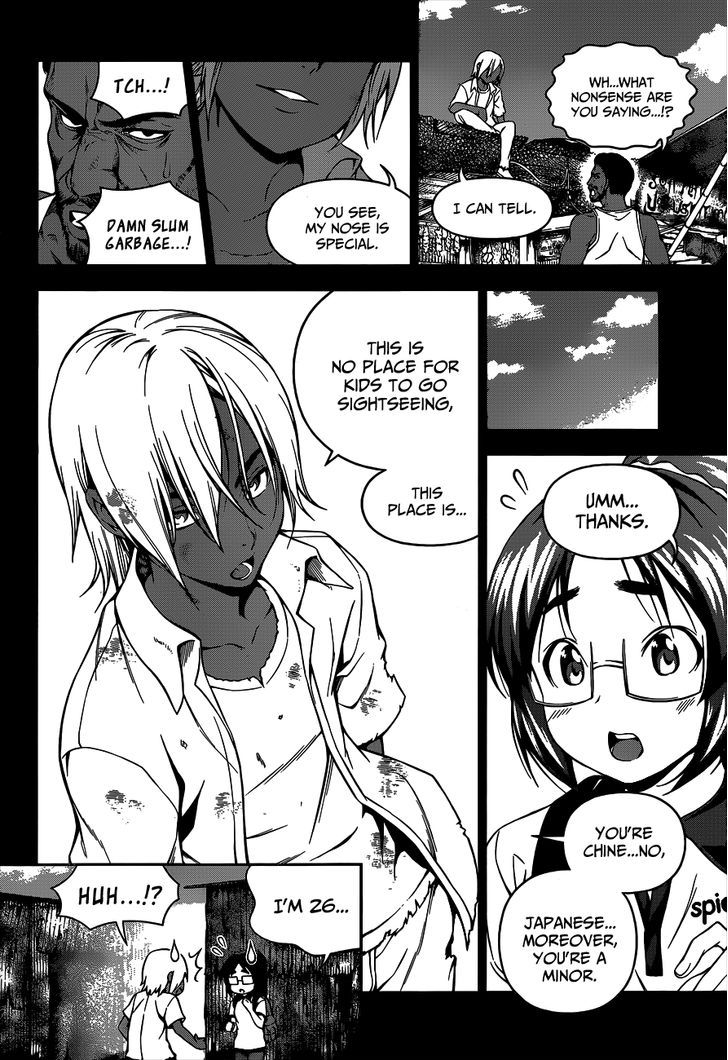 WH...WHAT
NONSENSE ARE
YOU SAYING...!?
I CAN TELL.
YOU SEE,
MY NOSE IS
SPECIAL.
TCH...!
DAMN SLUM
GARBAGE...!
UMM...
THANKS.
YOU'RE
CHINE...NO,
JAPANESE...
MOREOVER,
YOU'RE A
MINOR.
spic
THIS IS
NO PLACE FOR
KIDS TO GO
SIGHTSEEING,
THIS
PLACE IS...
I'M 26...
HUH...!?